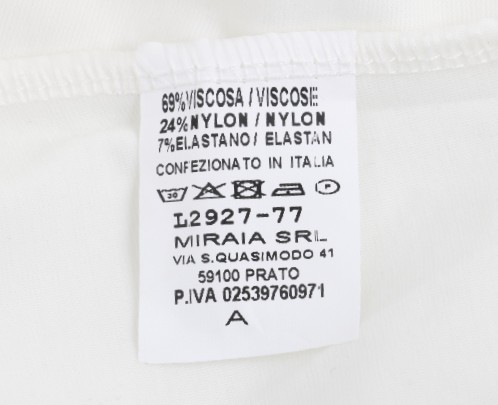 69%VISCOSA / VISCOSE
24%NYLON / NYLON
7%ELASTANO / ELASTAN
CONFEZIONATO IN ITALIA
30 P
L2927-77
MIRAIA SRL
VIA S.QUASIMODO 41
59100 PRATO
P.IVA 02539760971
A